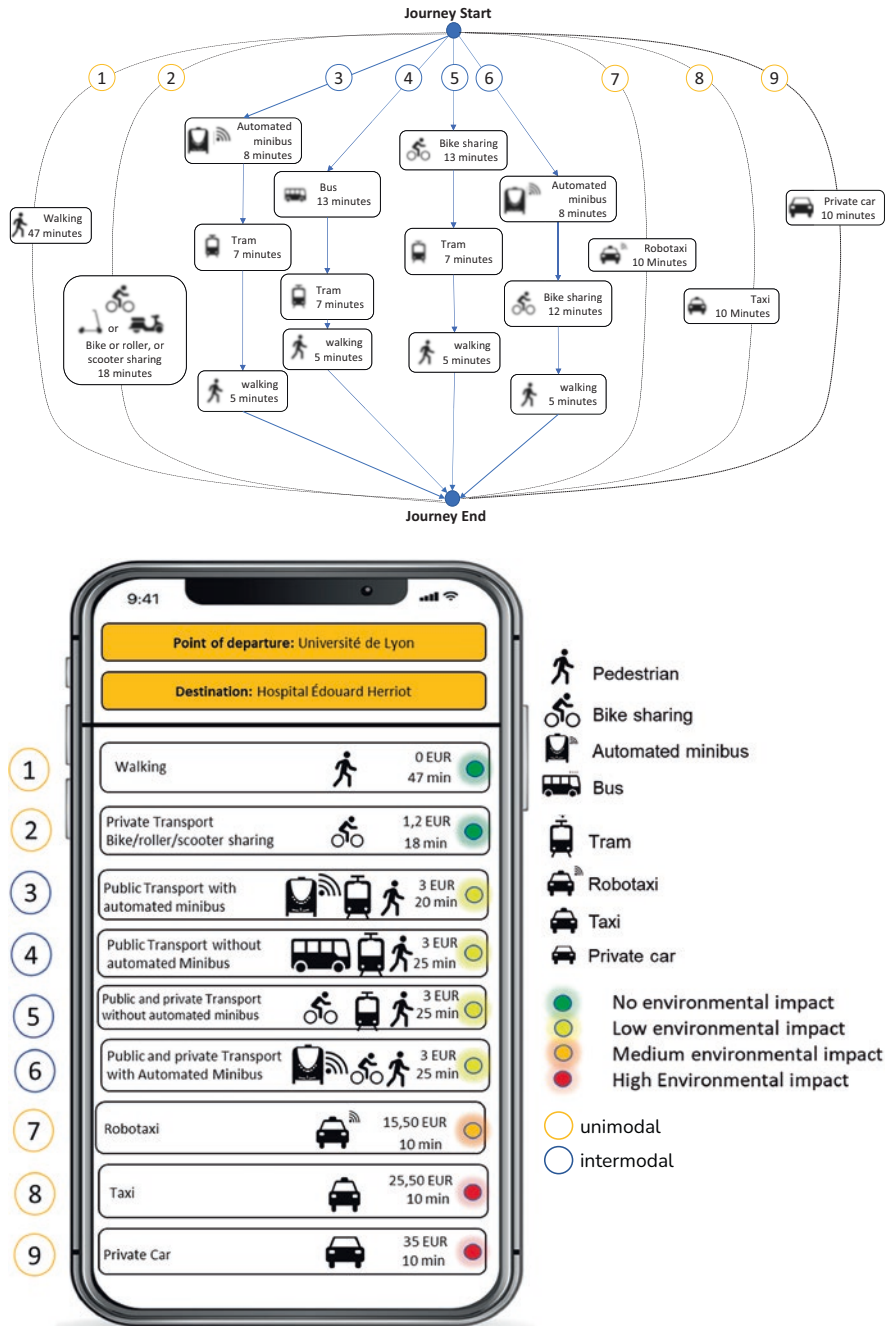 Journey Start
1
2
3
4
5
6
7
8
9
Automated
minibus
8 minutes
Bike sharing
13 minutes
Bus
13 minutes
Automated
minibus
8 minutes
Private car
10 minutes
Walking
47 minutes
Tram
7 minutes
Tram
7 minutes
Robotaxi
10 Minutes
Tram
7 minutes
Bike sharing
12 minutes
Taxi
10 Minutes
or
Bike or roller, or
scooter sharing
18 minutes
walking
5 minutes
walking
5 minutes
walking
5 minutes
walking
5 minutes
Journey End
9:41
Point of departure: Université de Lyon
Destination: Hospital Édouard Herriot
1
Walking
0 EUR
47 min
2
Private Transport
Bike/roller/scooter sharing
1,2 EUR
18 min
3
Public Transport with
automated minibus
3 EUR
20 min
4
Public Transport without
automated Minibus
3 EUR
25 min
5
Public and private Transport
without automated minibus
3 EUR
25 min
6
Public and private Transport
with Automated Minibus
3 EUR
25 min
7
Robotaxi
15,50 EUR
10 min
8
Taxi
25,50 EUR
10 min
9
Private Car
35 EUR
10 min
Pedestrian
Bike sharing
Automated minibus
Bus
Tram
Robotaxi
Taxi
Private car
No environmental impact
Low environmental impact
Medium environmental impact
High Environmental impact
unimodal
intermodal